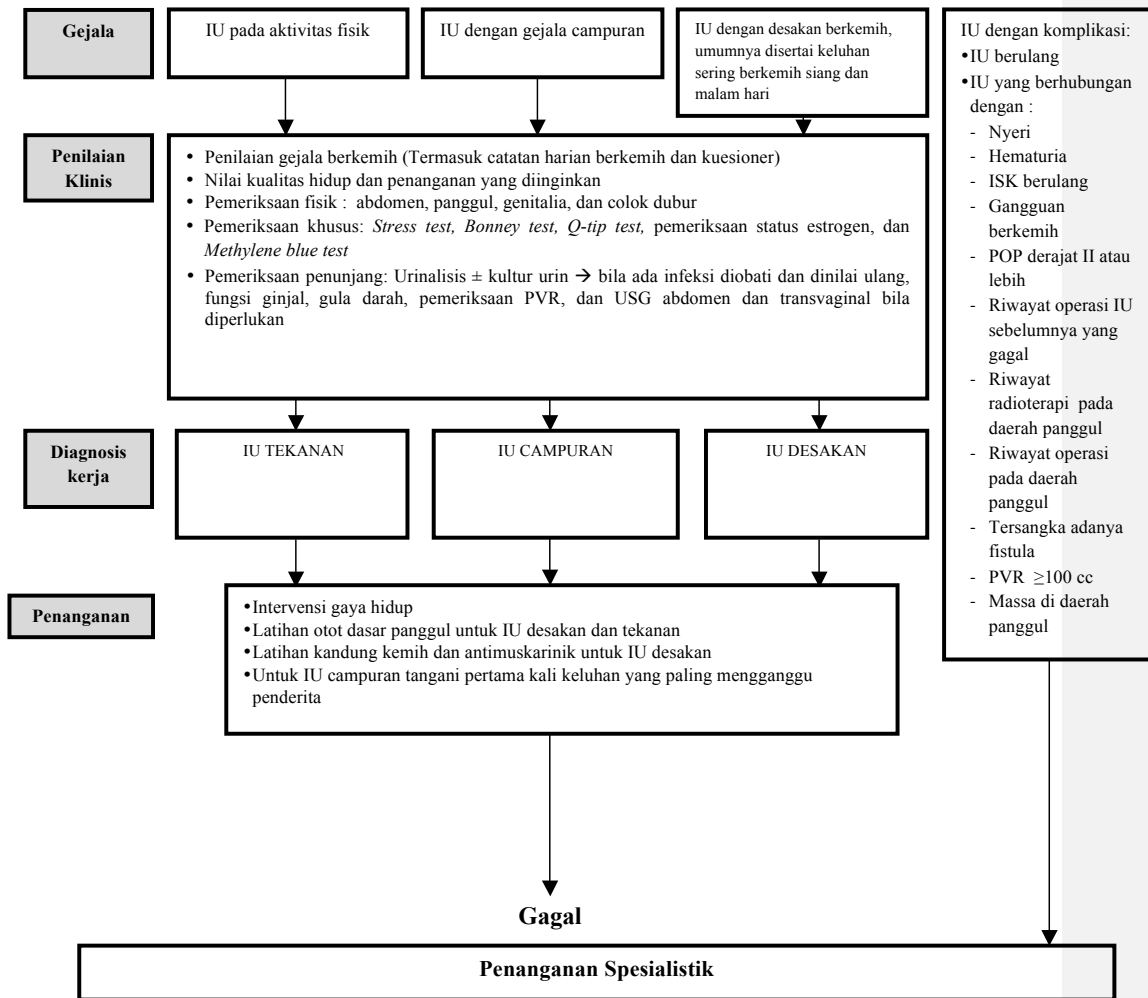 Gejala
IU pada aktivitas fisik
IU dengan gejala campuran
IU dengan desakan berkemih,
umumnya disertai keluhan
sering berkemih siang dan
malam hari
Penilaian
Klinis
• Penilaian gejala berkemih (Termasuk catatan harian berkemih dan kuesioner)
• Nilai kualitas hidup dan penanganan yang diinginkan
• Pemeriksaan fisik : abdomen, panggul, genitalia, dan colok dubur
• Pemeriksaan khusus: Stress test, Bonney test, Q-tip test, pemeriksaan status estrogen, dan
Methylene blue test
• Pemeriksaan penunjang: Urinalisis ± kultur urin → bila ada infeksi diobati dan dinilai ulang,
fungsi ginjal, gula darah, pemeriksaan PVR, dan USG abdomen dan transvaginal bila
diperlukan
Diagnosis
kerja
IU TEKANAN
IU CAMPURAN
IU DESAKAN
Penanganan
•Intervensi gaya hidup
•Latihan otot dasar panggul untuk IU desakan dan tekanan
•Latihan kandung kemih dan antimuskarinik untuk IU desakan
•Untuk IU campuran tangani pertama kali keluhan yang paling mengganggu
penderita
IU dengan komplikasi:
•IU berulang
•IU yang berhubungan
dengan :
- Nyeri
- Hematuria
- ISK berulang
- Gangguan
berkemih
- POP derajat II atau
lebih
- Riwayat operasi IU
sebelumnya yang
gagal
- Riwayat
radioterapi pada
daerah panggul
- Riwayat operasi
pada daerah
panggul
- Tersangka adanya
fistula
- PVR ≥100 cc
- Massa di daerah
panggul
Gagal
Penanganan Spesialistik